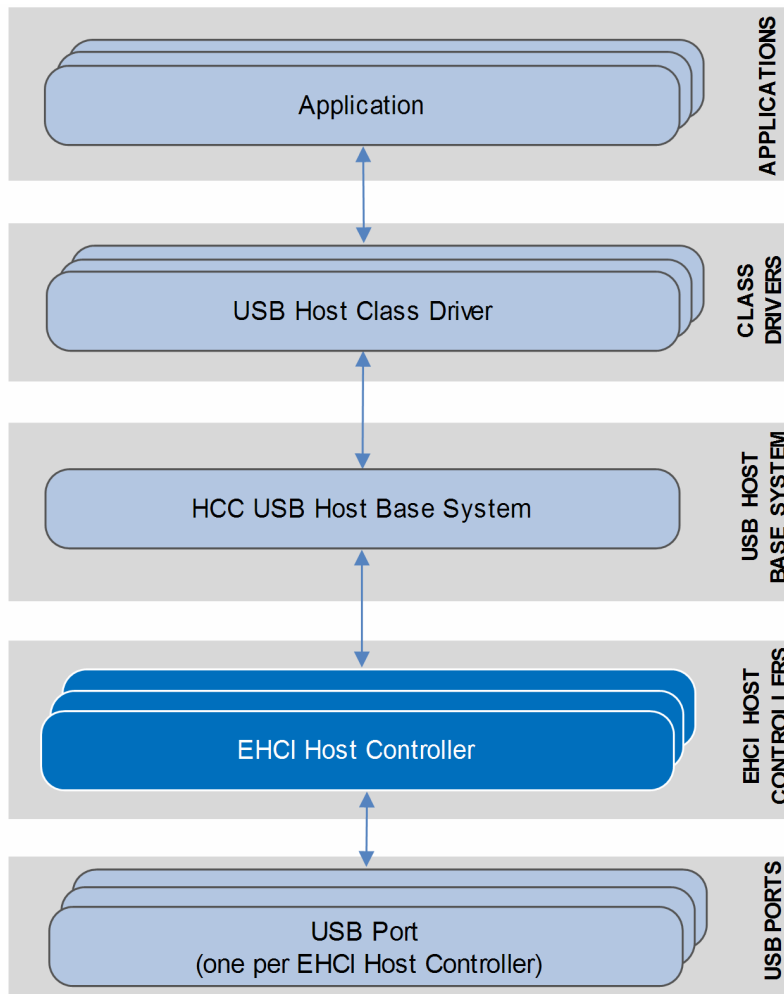 Application
APPLICATIONS
USB Host Class Driver
CLASS
DRIVERS
HCC USB Host Base System
USB HOST
BASE SYSTEM
EHCI Host Controller
EHCI HOST
CONTROLLERS
USB Port
(one per EHCI Host Controller)
USB PORTS